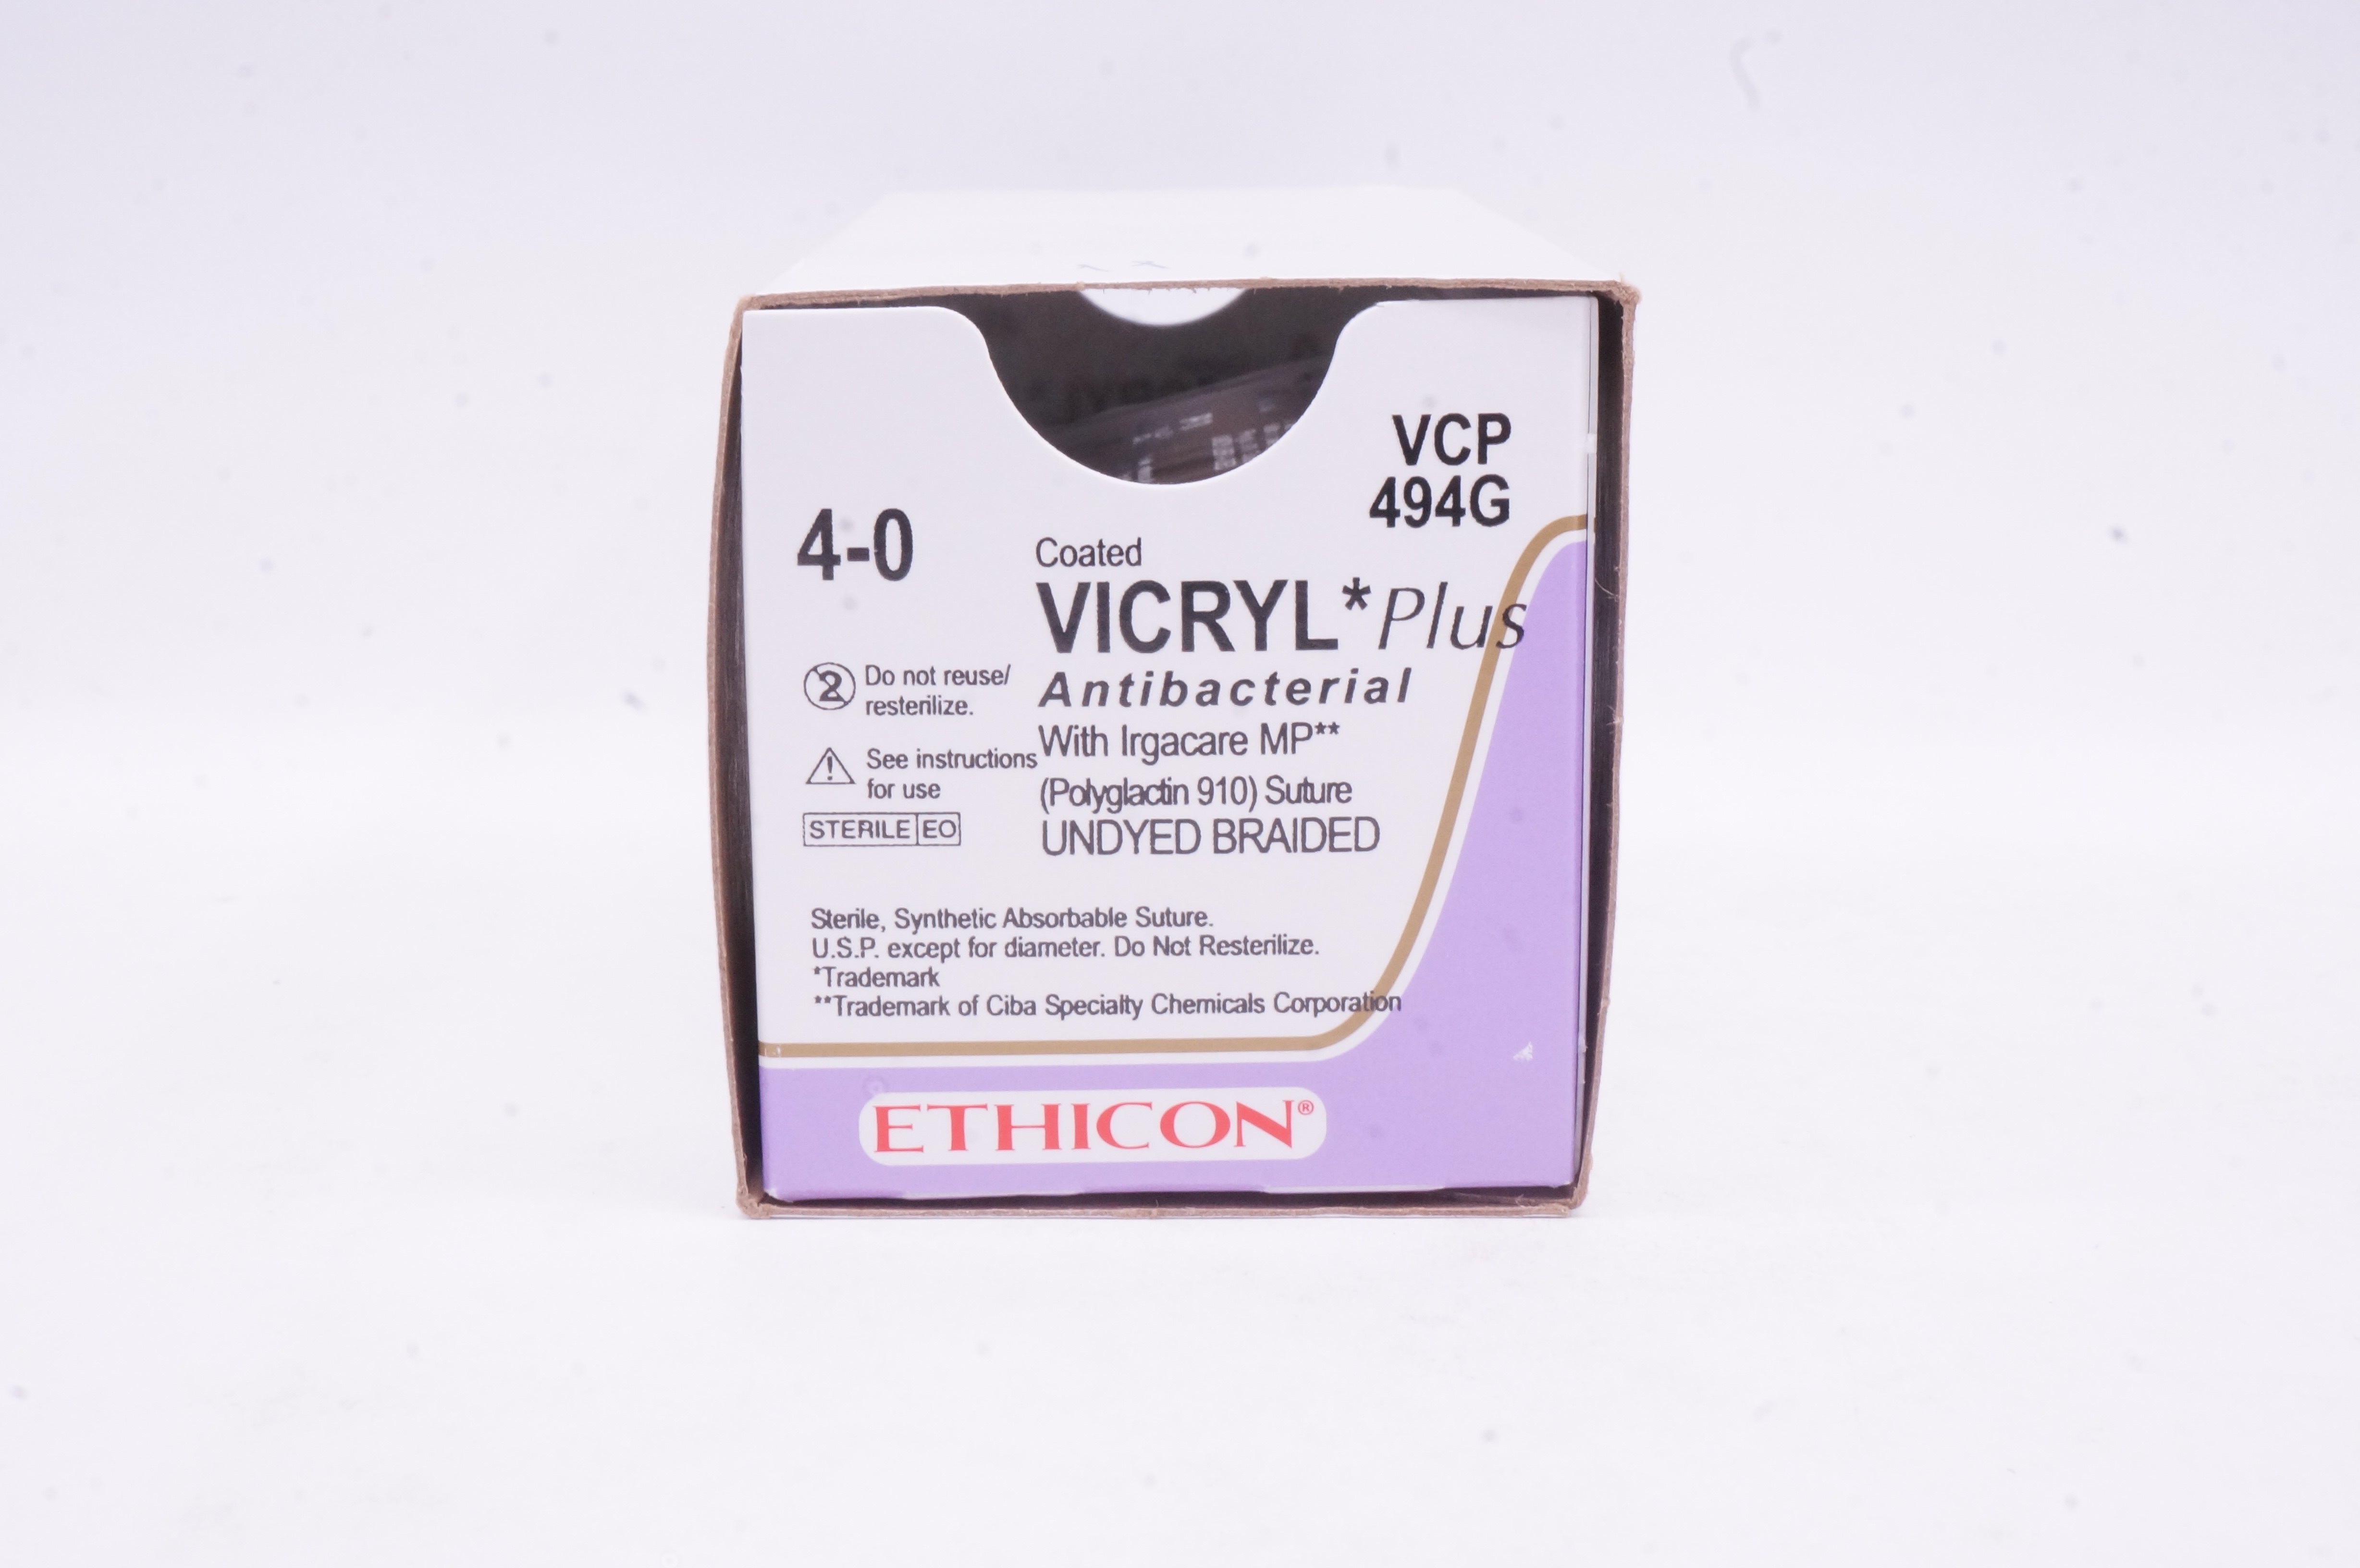 VCP
494G
4-0
Coated
VICRYL*Plus
Antibacterial
With Irgacare MP**
(Polyglactin 910) Suture
UNDYED BRAIDED
2
Do not reuse/
resterilize.
!
See instructions
for use
STERILE EO
Sterile, Synthetic Absorbable Suture.
U.S.P. except for diameter. Do Not Resterilize.
*Trademark
**Trademark of Ciba Specialty Chemicals Corporation
ETHICON®